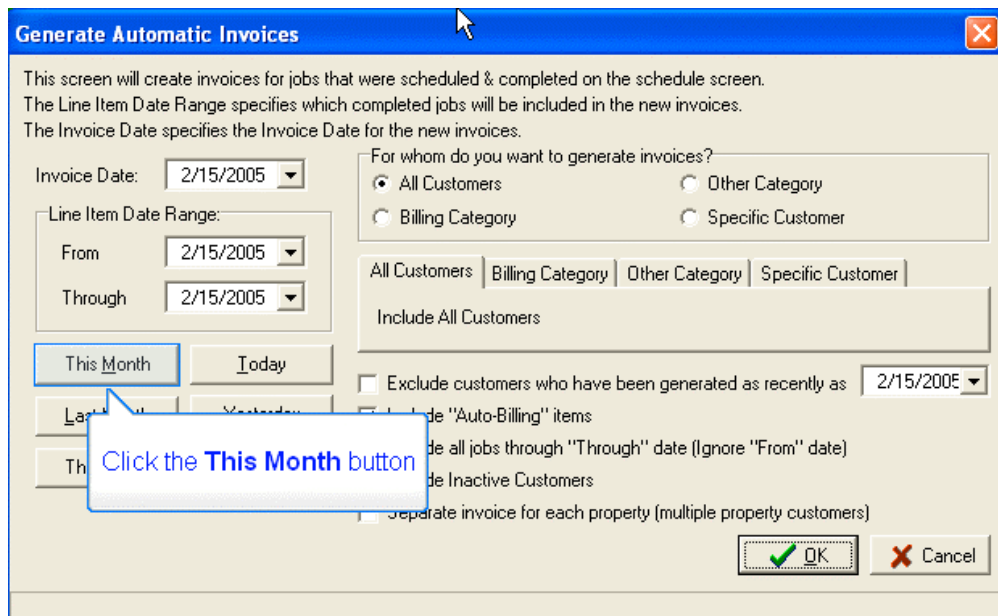 Generate Automatic Invoices
This screen will create invoices for jobs that were scheduled & completed on the schedule screen.
The Line Item Date Range specifies which completed jobs will be included in the new invoices.
The Invoice Date specifies the Invoice Date for the new invoices.
Invoice Date: 2/15/2005
Line Item Date Range:
From 2/15/2005
Through 2/15/2005
This Month Today
For whom do you want to generate invoices?
All Customers Other Category
Billing Category Specific Customer
All Customers Billing Category Other Category Specific Customer
Include All Customers
Exclude customers who have been generated as recently as 2/15/2005
"Auto-Billing" items
all jobs through "Through" date (Ignore "From" date)
Inactive Customers
Separate invoice for each property (multiple property customers)
Click the This Month button
OK Cancel